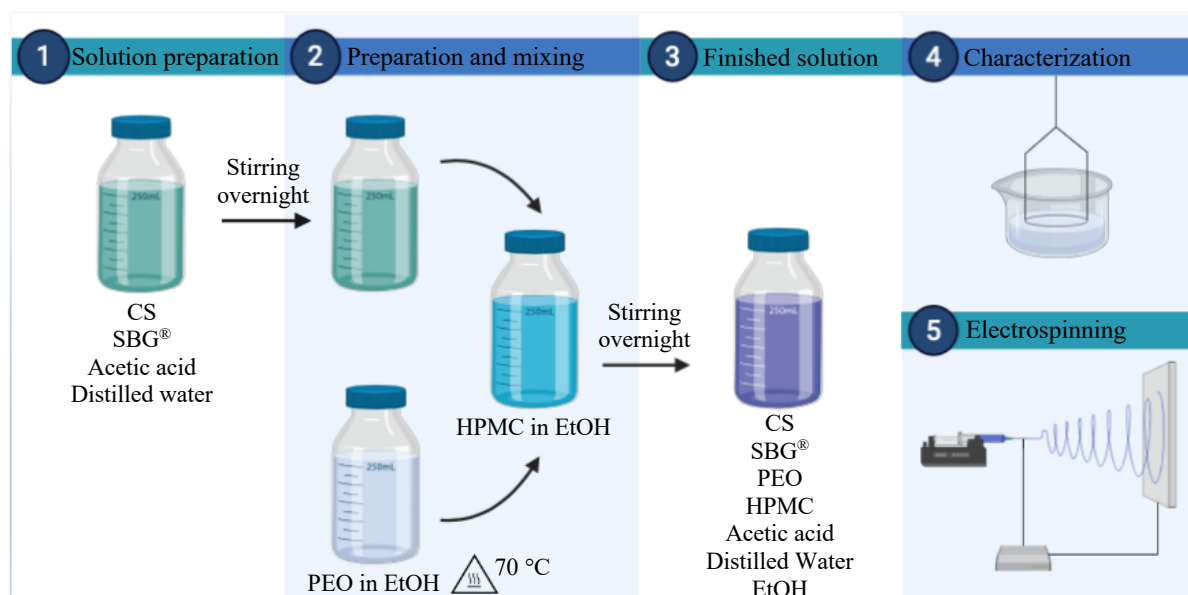 1 Solution preparation
Stirring
overnight
250mL
CS
SBG®
Acetic acid
Distilled water
2 Preparation and mixing
250mL
250mL
HPMC in EtOH
250mL
PEO in EtOH
70 °C
Stirring
overnight
3 Finished solution
250mL
CS
SBG®
PEO
HPMC
Acetic acid
Distilled Water
EtOH
4 Characterization
5 Electrospinning